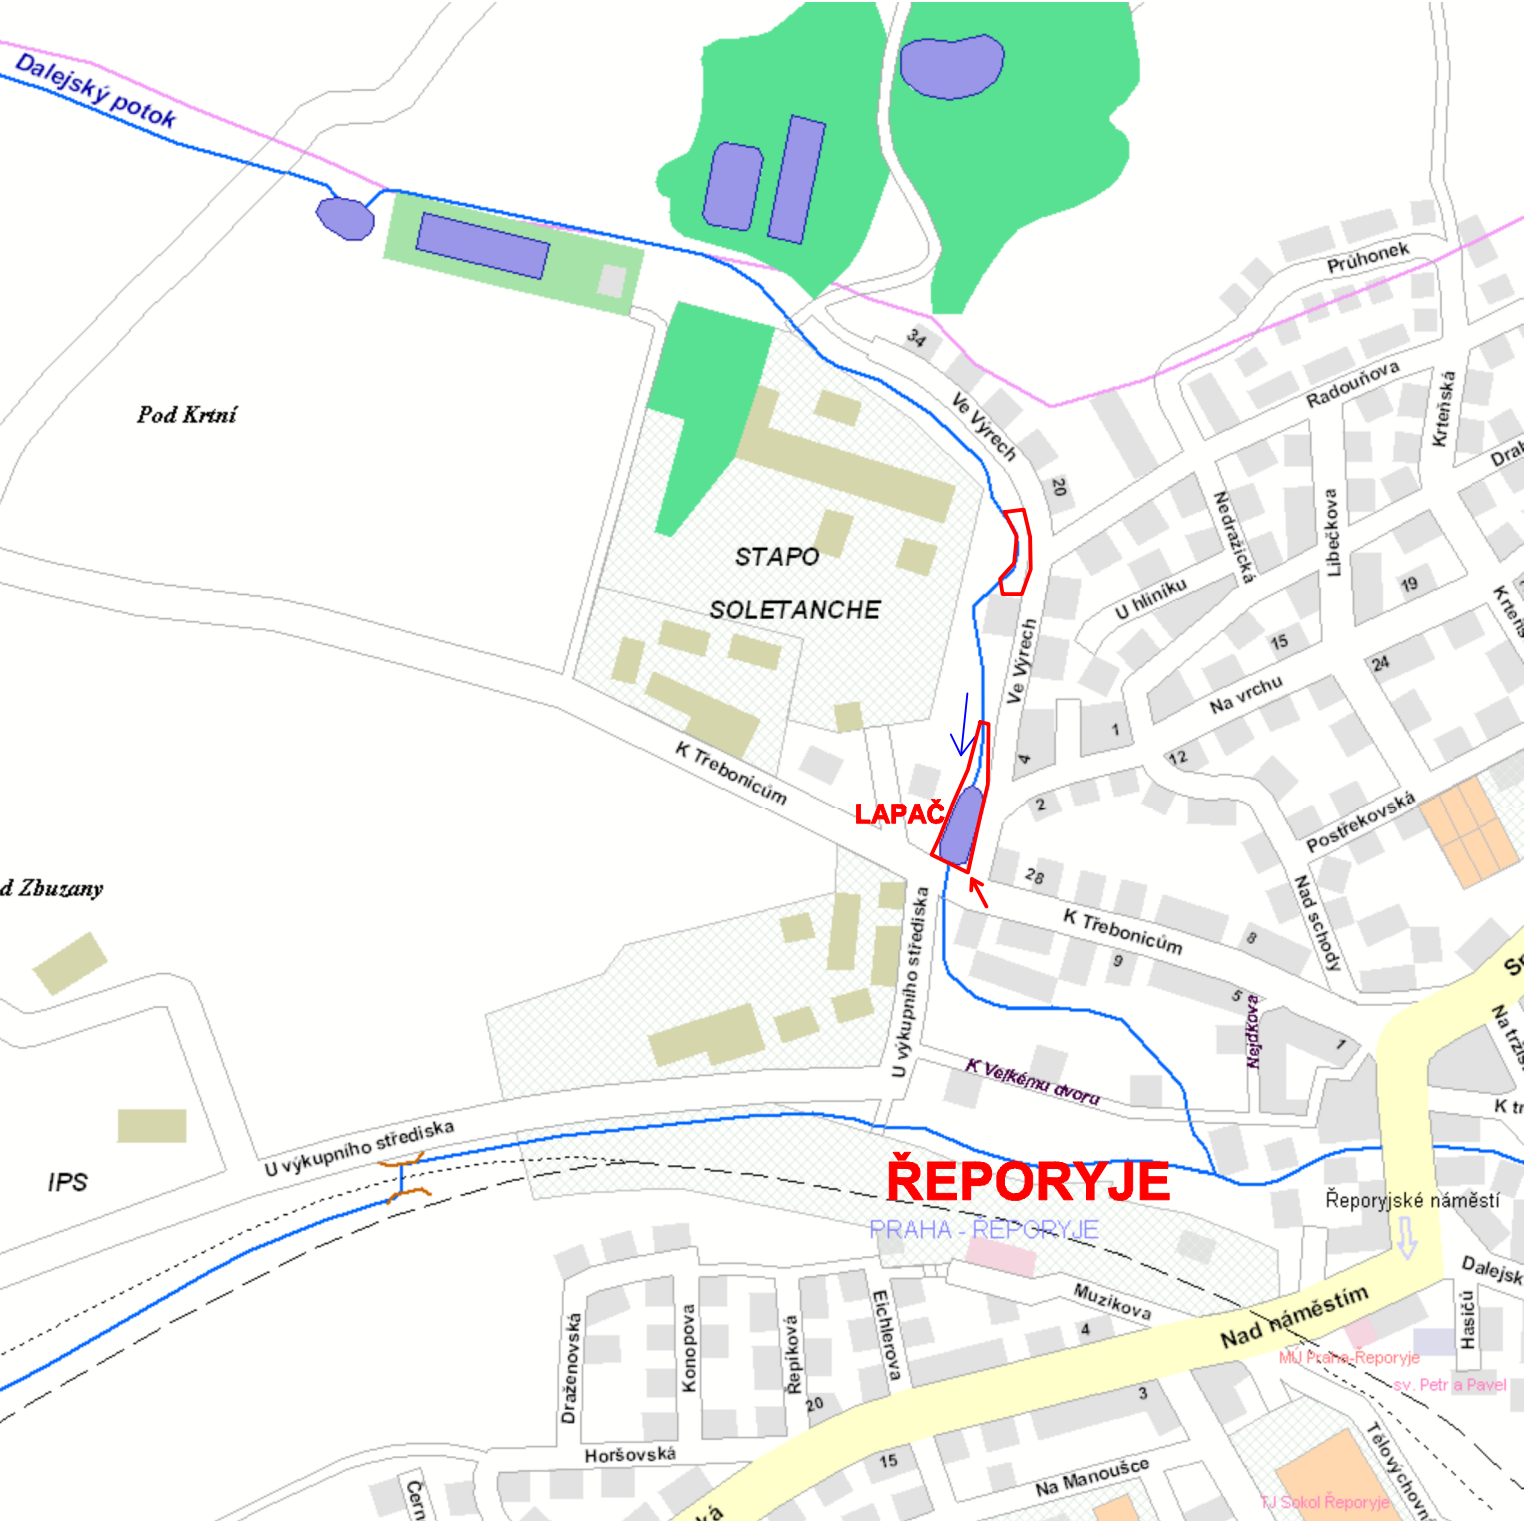 Dalejský potok
Průhonek
34
Radouňova
Krteňská
Ve Výrech
Pod Krtní
20
Nedražická
Libečkova
STAPO
SOLETANCHE
U hliníku
19
15
24
Ve Výrech
Na vrchu
1
12
4
K Třebonicům
2
LAPAČ
Postřekovská
28
Nad schody
K Třebonicům
8
9
5
U výkupního střediska
Nejdkova
1
K Velkému dvoru
U výkupního střediska
IPS
ŘEPORYJE
PRAHA - ŘEPORYJE
Řeporyjské náměstí
Muzikova
Nad náměstím
Hasičů
4
Draženovská
Konopova
Řepíková
Eichlerova
MÚ Praha-Řeporyje
sv. Petr a Pavel
20
3
Horšovská
15
Na Manoušce
TJ Sokol Řeporyje
d Zbuzany